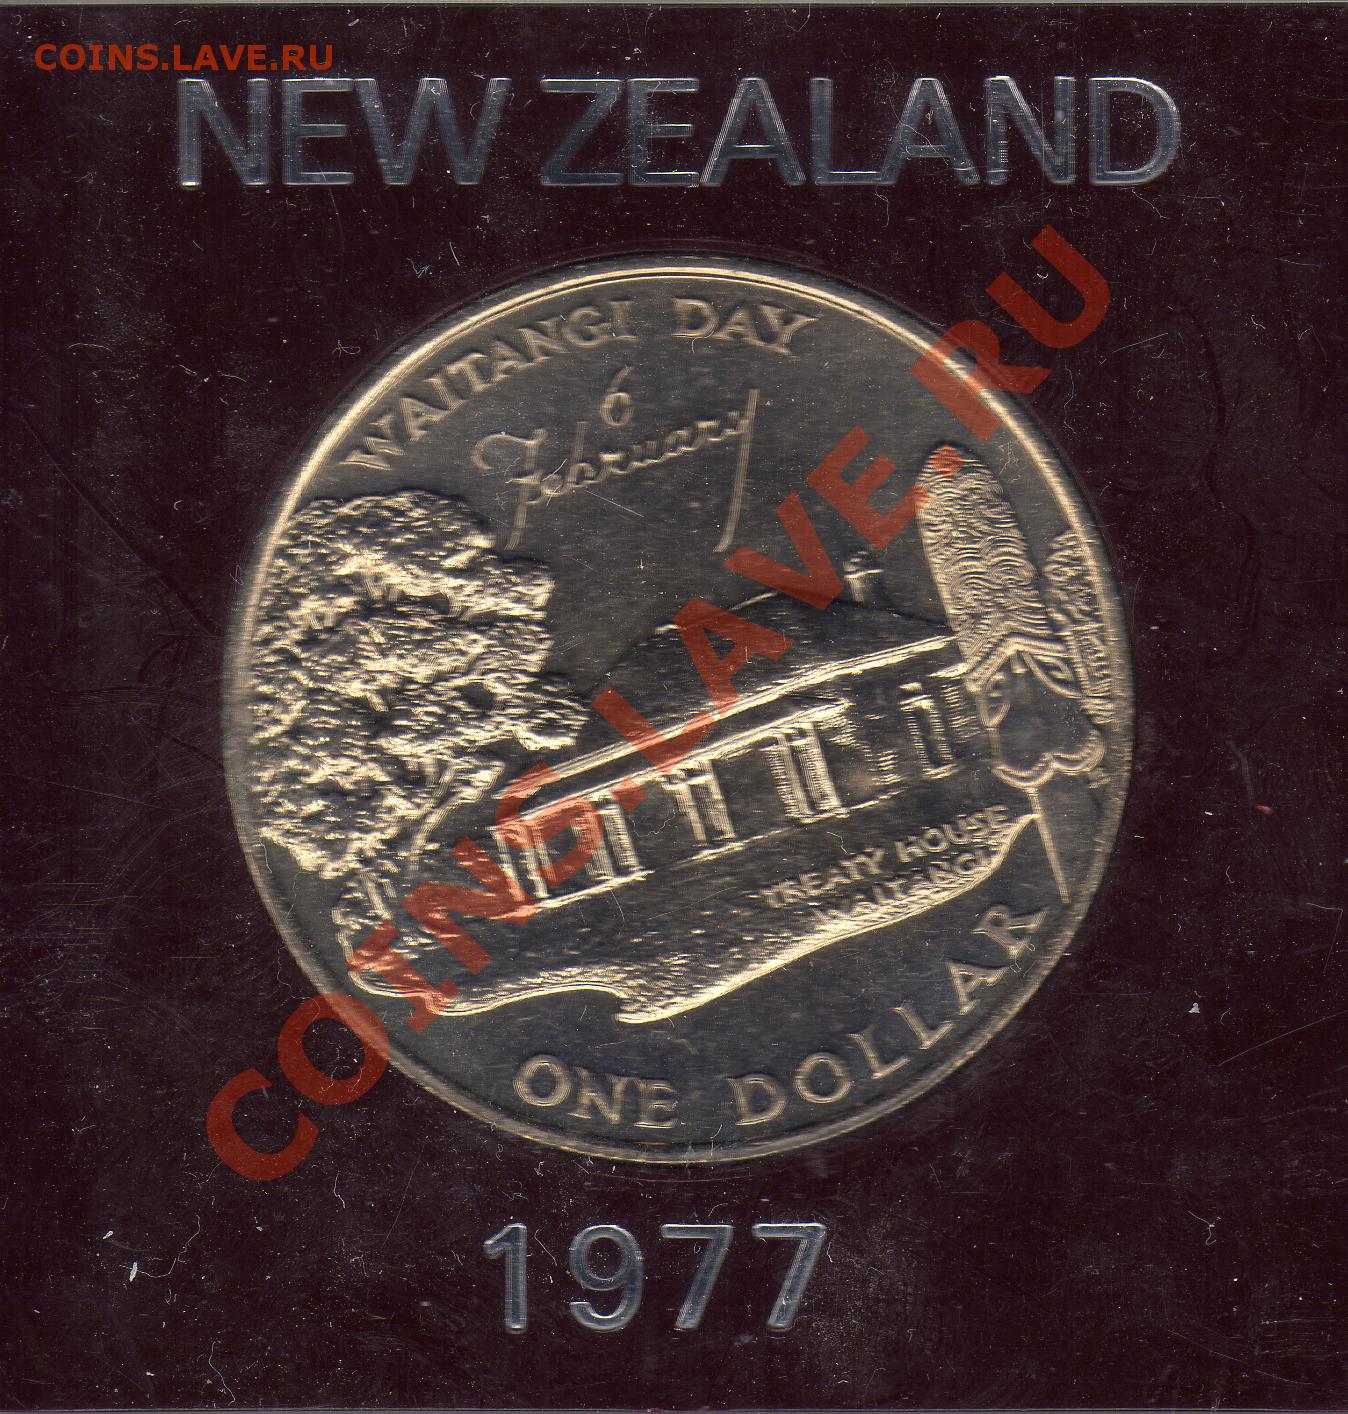 COINS.LAVE.RU
NEW ZEALAND
WAITANGI DAY
6
February
TREATY HOUSE
WAITANGI
ONE DOLLAR
1977
COINS.LAVE.RU